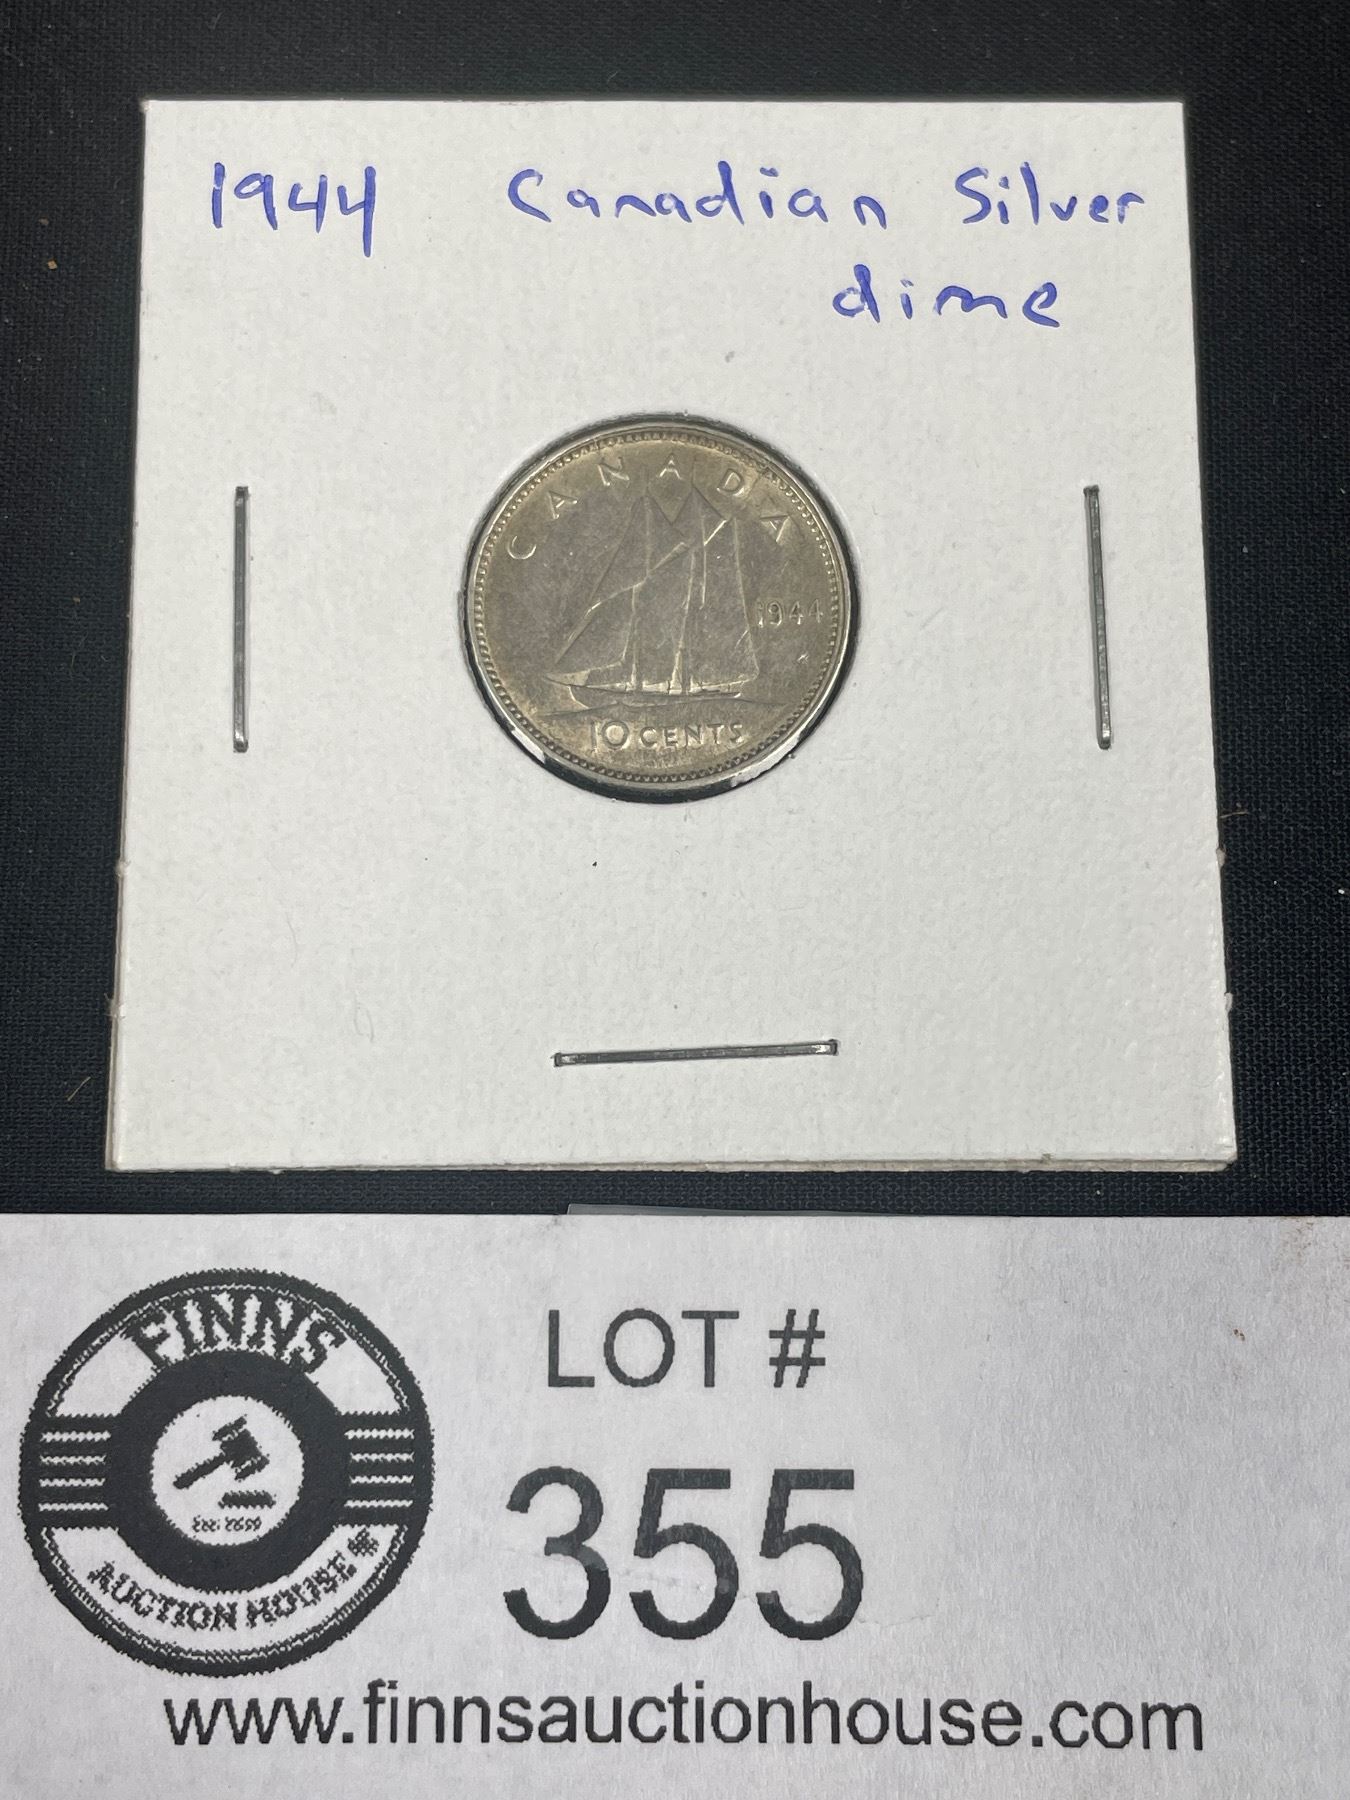 1944 Canadian Silver
dime
CANADA
1944
10 CENTS
FINNS
AUCTION HOUSE
LOT #
355
www.finnsauctionhouse.com